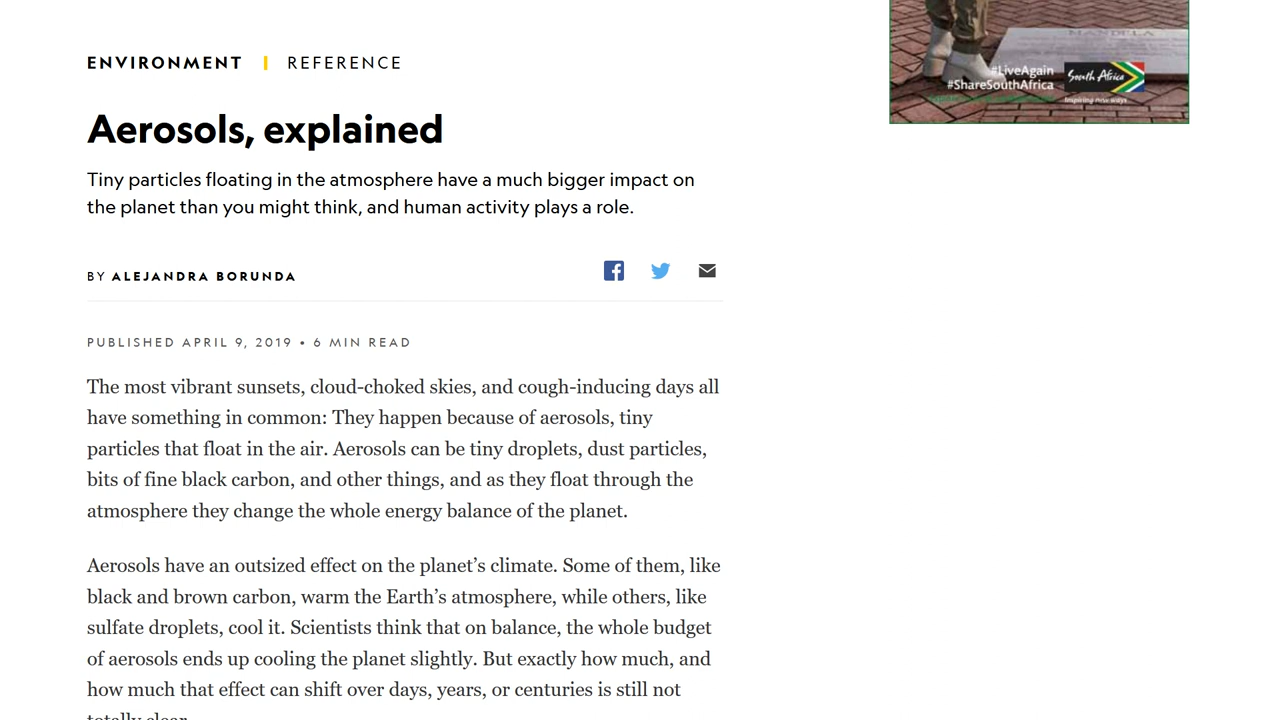 MANDELA
#LiveAgain
#ShareSouthAfrica
South Africa
Inspiring new ways
ENVIRONMENT | REFERENCE
Aerosols, explained
Tiny particles floating in the atmosphere have a much bigger impact on
the planet than you might think, and human activity plays a role.
BY ALEJANDRA BORUNDA
PUBLISHED APRIL 9, 2019 • 6 MIN READ
The most vibrant sunsets, cloud-choked skies, and cough-inducing days all
have something in common: They happen because of aerosols, tiny
particles that float in the air. Aerosols can be tiny droplets, dust particles,
bits of fine black carbon, and other things, and as they float through the
atmosphere they change the whole energy balance of the planet.
Aerosols have an outsized effect on the planet’s climate. Some of them, like
black and brown carbon, warm the Earth’s atmosphere, while others, like
sulfate droplets, cool it. Scientists think that on balance, the whole budget
of aerosols ends up cooling the planet slightly. But exactly how much, and
how much that effect can shift over days, years, or centuries is still not
totally clear.